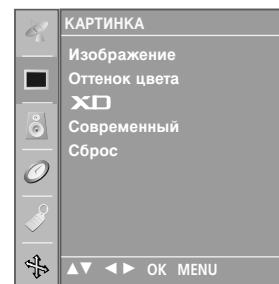 КАРТИНКА
Изображение
Оттенок цвета
XD
Современный
Сброс
▲▼ ◄► OK MENU